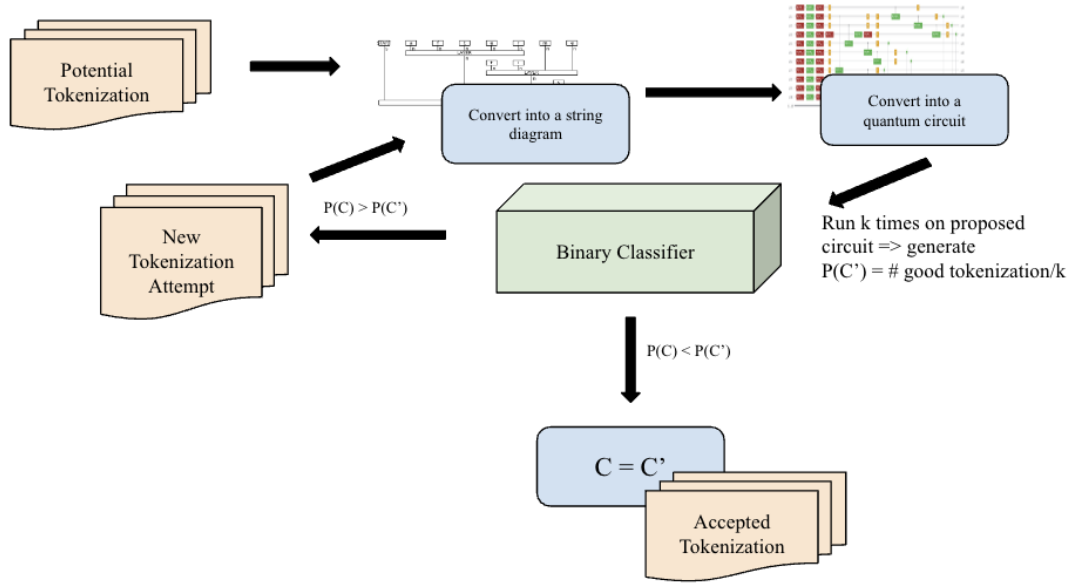 Potential
Tokenization
Convert into a string
diagram
Convert into a
quantum circuit
P(C) > P(C’)
New
Tokenization
Attempt
Binary Classifier
Run k times on proposed
circuit => generate
P(C’) = # good tokenization/k
P(C) < P(C’)
C = C’
Accepted
Tokenization